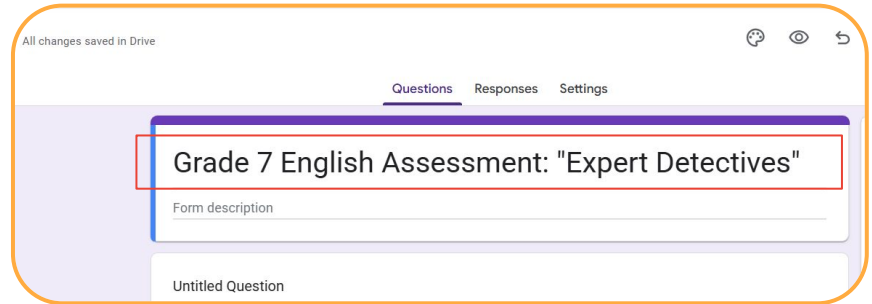 All changes saved in Drive
Questions Responses Settings
Grade 7 English Assessment: "Expert Detectives"
Form description
Untitled Question